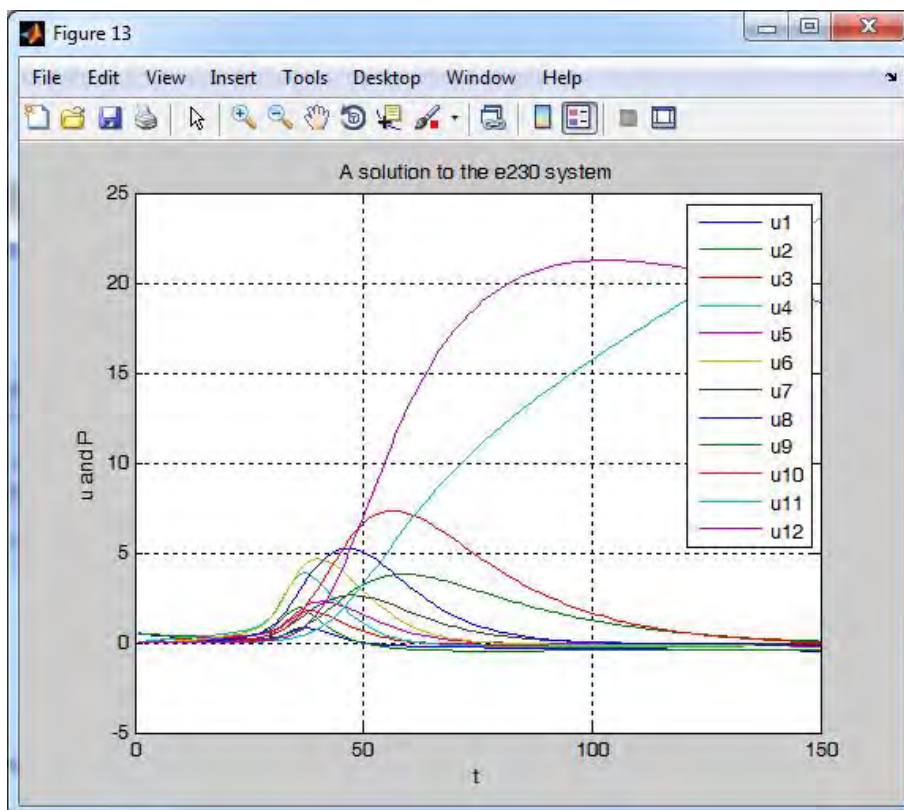 Figure 13
File Edit View Insert Tools Desktop Window Help
A solution to the e230 system
25
20
15
10
5
0
-5
u and P
0 50 100 150
t
u1
u2
u3
u4
u5
u6
u7
u8
u9
u10
u11
u12